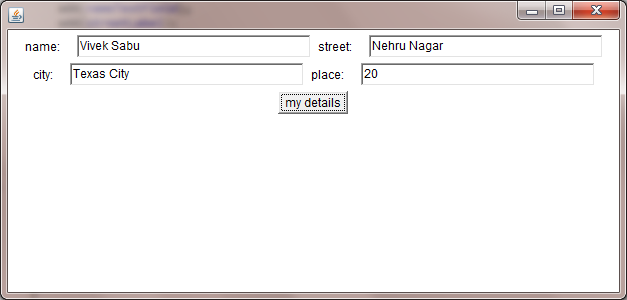 name: Vivek Sabu street: Nehru Nagar
city: Texas City place: 20
my details